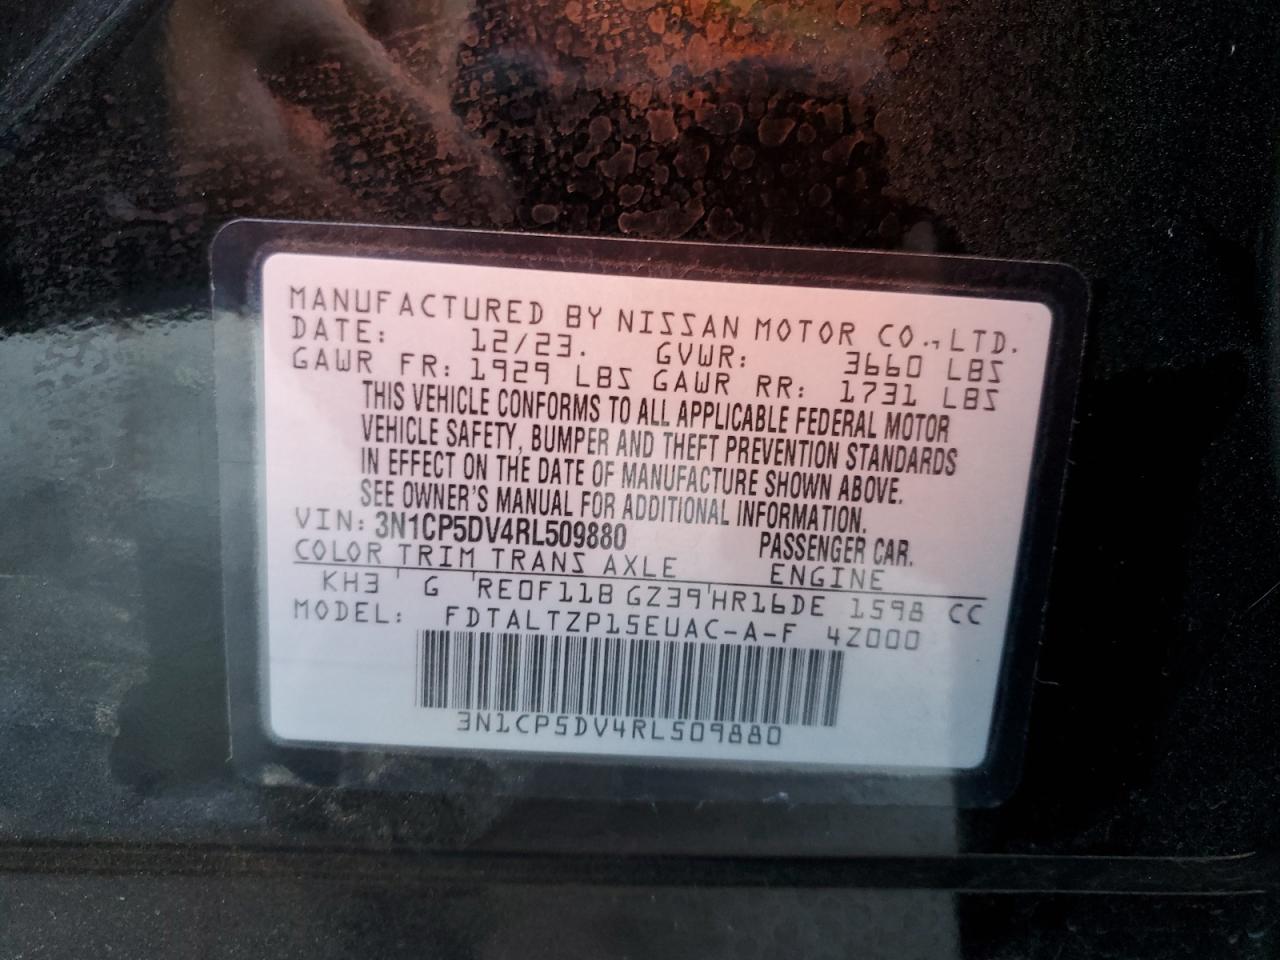 MANUFACTURED BY NISSAN MOTOR CO., LTD.
DATE: 12/23. GVWR: 3660 LBS
GAWR FR: 1929 LBS GAWR RR: 1731 LBS
THIS VEHICLE CONFORMS TO ALL APPLICABLE FEDERAL MOTOR
VEHICLE SAFETY, BUMPER AND THEFT PREVENTION STANDARDS
IN EFFECT ON THE DATE OF MANUFACTURE SHOWN ABOVE.
SEE OWNER'S MANUAL FOR ADDITIONAL INFORMATION.
VIN: 3N1CP5DV4RL509880 PASSENGER CAR.
COLOR TRIM TRANS AXLE ENGINE
KH3 ' G 'RE0F11B GZ39'HR16DE 1598 CC
MODEL: FDTALTZP15EUAC-A-F 4Z000
3N1CP5DV4RL509880